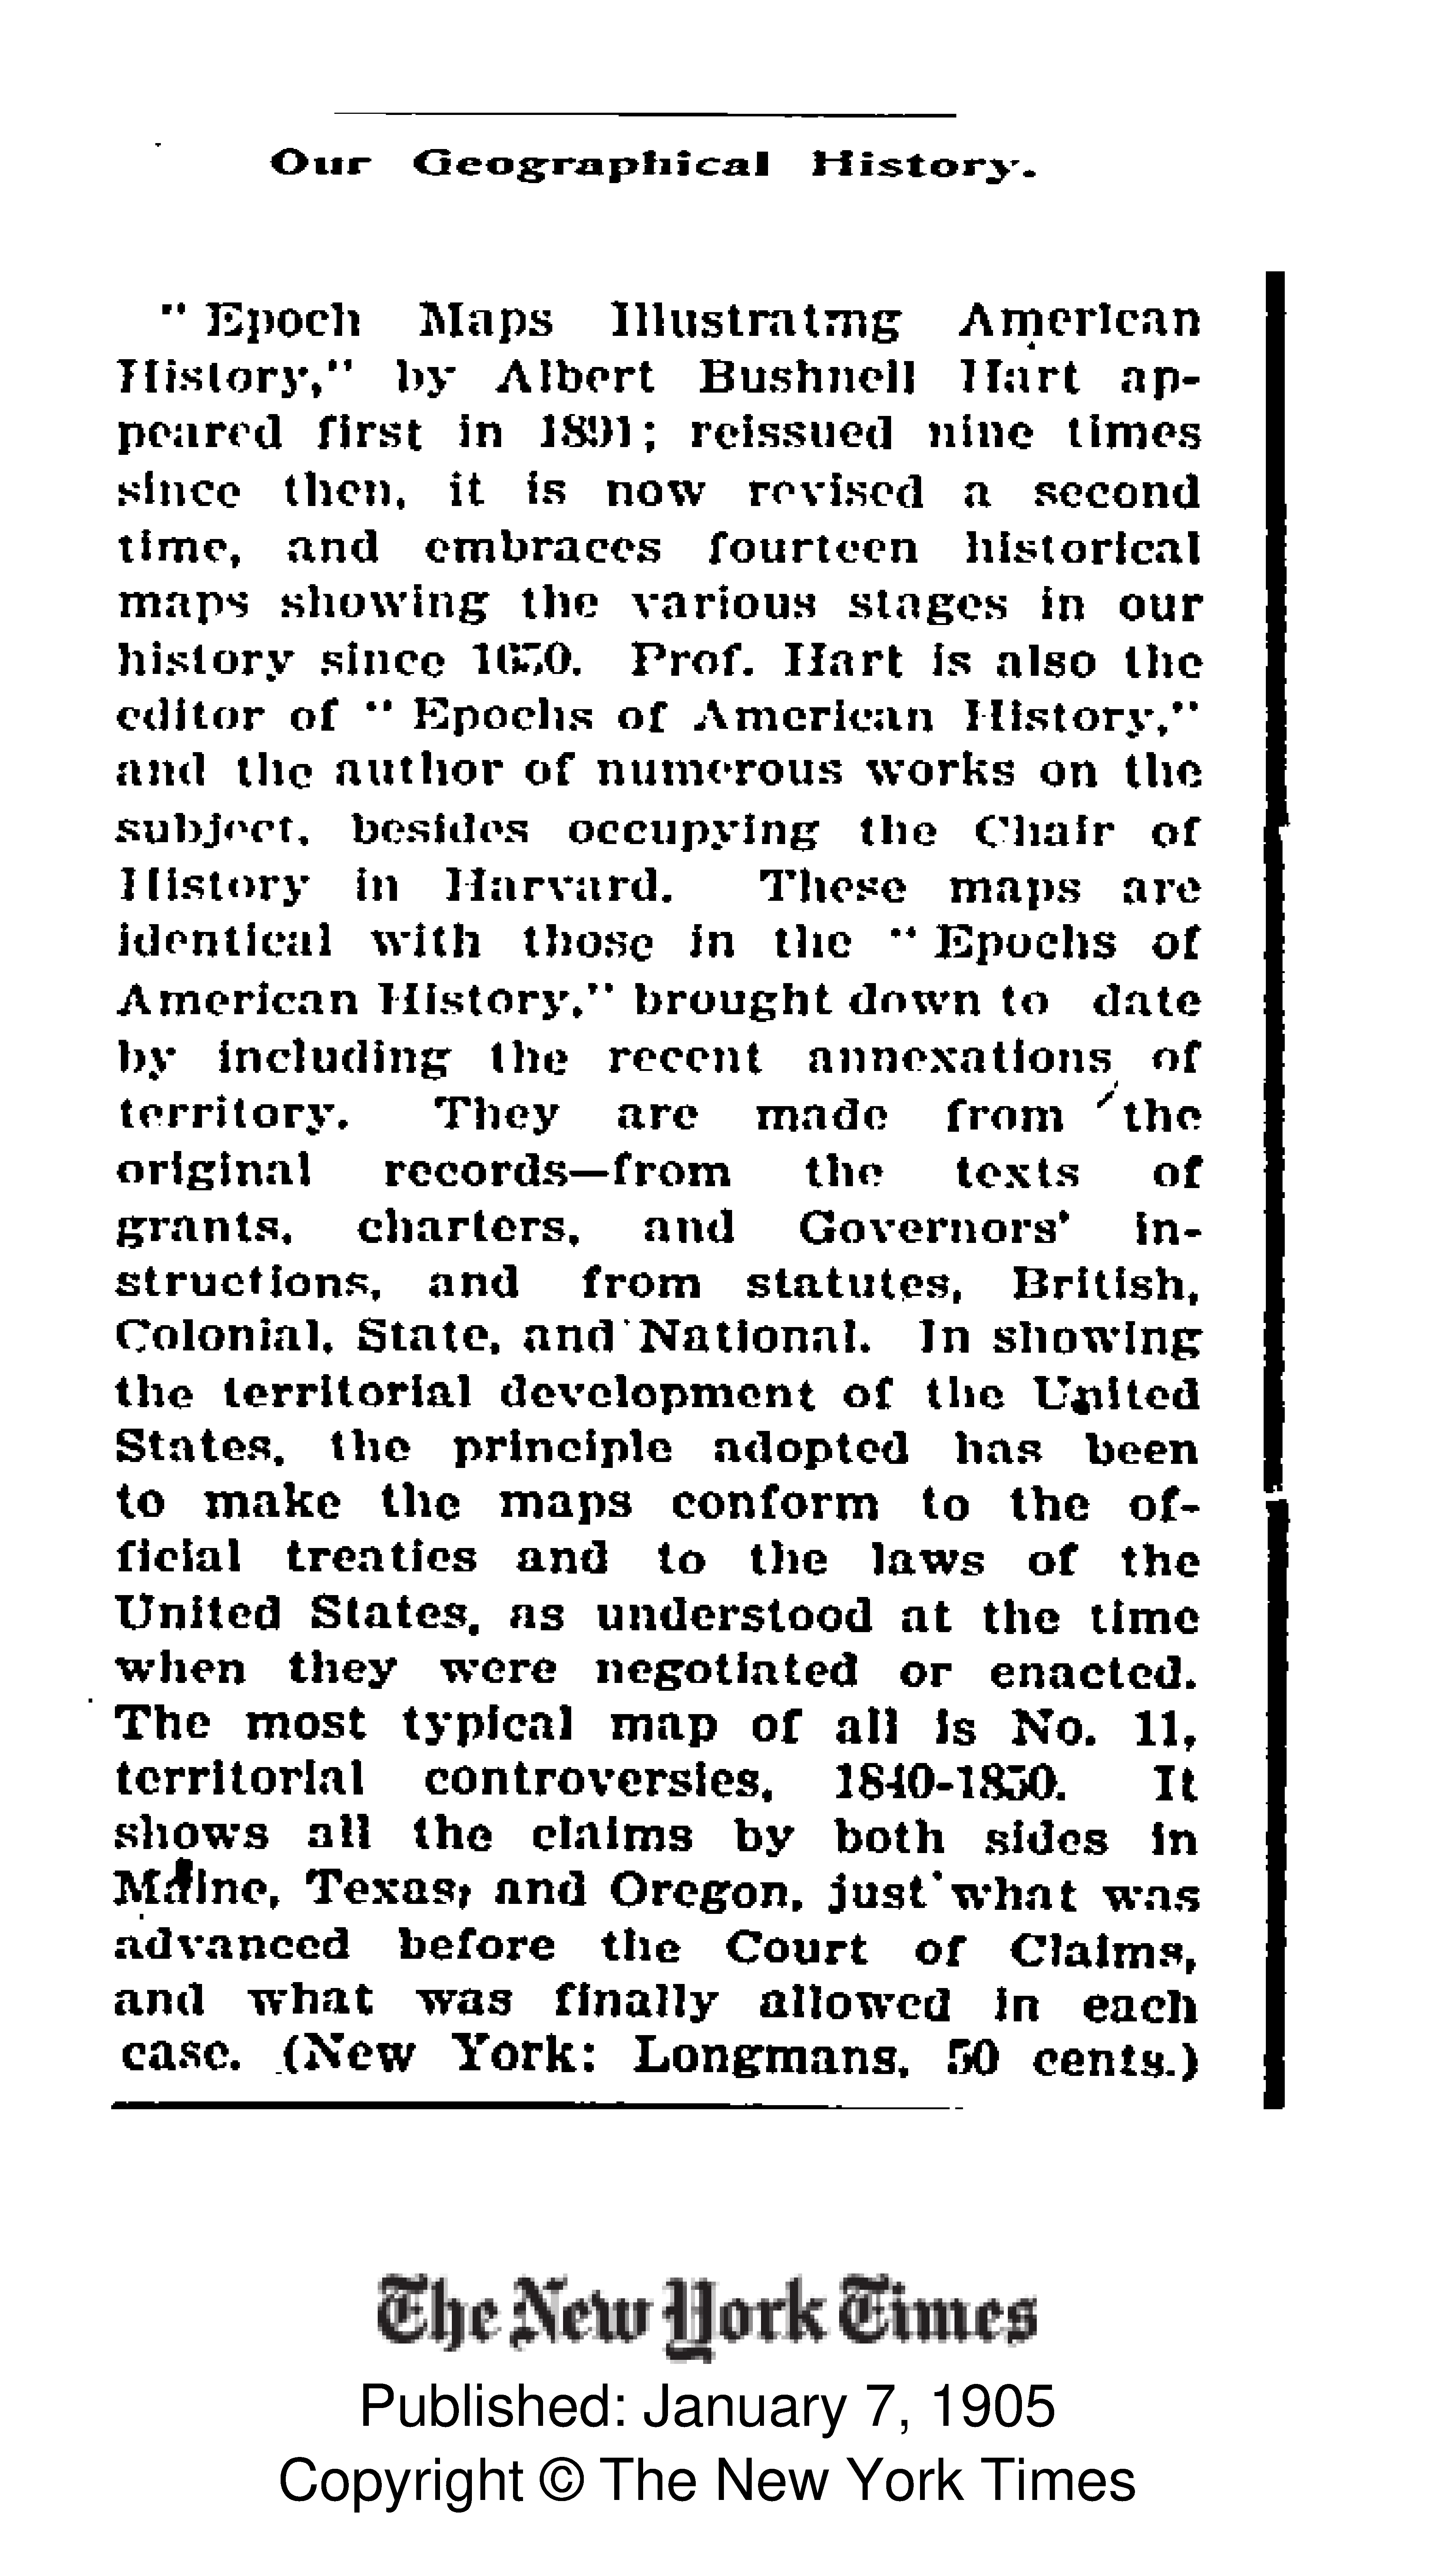 Our Geographical History.
" Epoch Maps Illustrating American
History," by Albert Bushnell Hart ap-
peared first in 1891; reissued nine times
since then, it is now revised a second
time, and embraces fourteen historical
maps showing the various stages in our
history since 1650. Prof. Hart is also the
editor of " Epochs of American History,"
and the author of numerous works on the
subject, besides occupying the Chair of
History in Harvard. These maps are
identical with those in the " Epochs of
American History," brought down to date
by including the recent annexations of
territory. They are made from the
original records—from the texts of
grants, charters, and Governors' in-
structions, and from statutes, British,
Colonial, State, and National. In showing
the territorial development of the United
States, the principle adopted has been
to make the maps conform to the of-
ficial treaties and to the laws of the
United States, as understood at the time
when they were negotiated or enacted.
The most typical map of all is No. 11,
territorial controversies, 1840-1850. It
shows all the claims by both sides in
Maine, Texas, and Oregon, just what was
advanced before the Court of Claims,
and what was finally allowed in each
case. (New York: Longmans, 50 cents.)
The New York Times
Published: January 7, 1905
Copyright © The New York Times